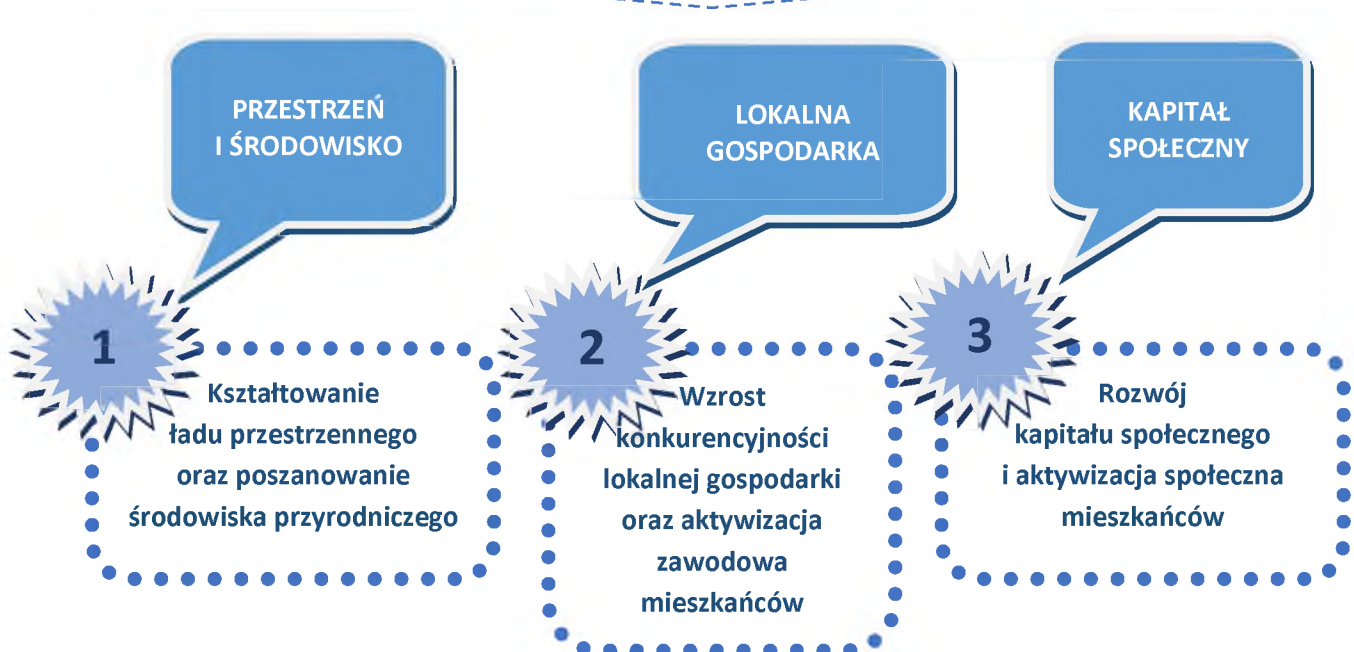 PRZESTRZEŃ
I ŚRODOWISKO
LOKALNA
GOSPODARKA
KAPITAŁ
SPOŁECZNY
1
Kształtowanie
ładu przestrzennego
oraz poszanowanie
środowiska przyrodniczego
2
Wzrost
konkurencyjności
lokalnej gospodarki
oraz aktywizacja
zawodowa
mieszkańców
3
Rozwój
kapitału społecznego
i aktywizacja społeczna
mieszkańców